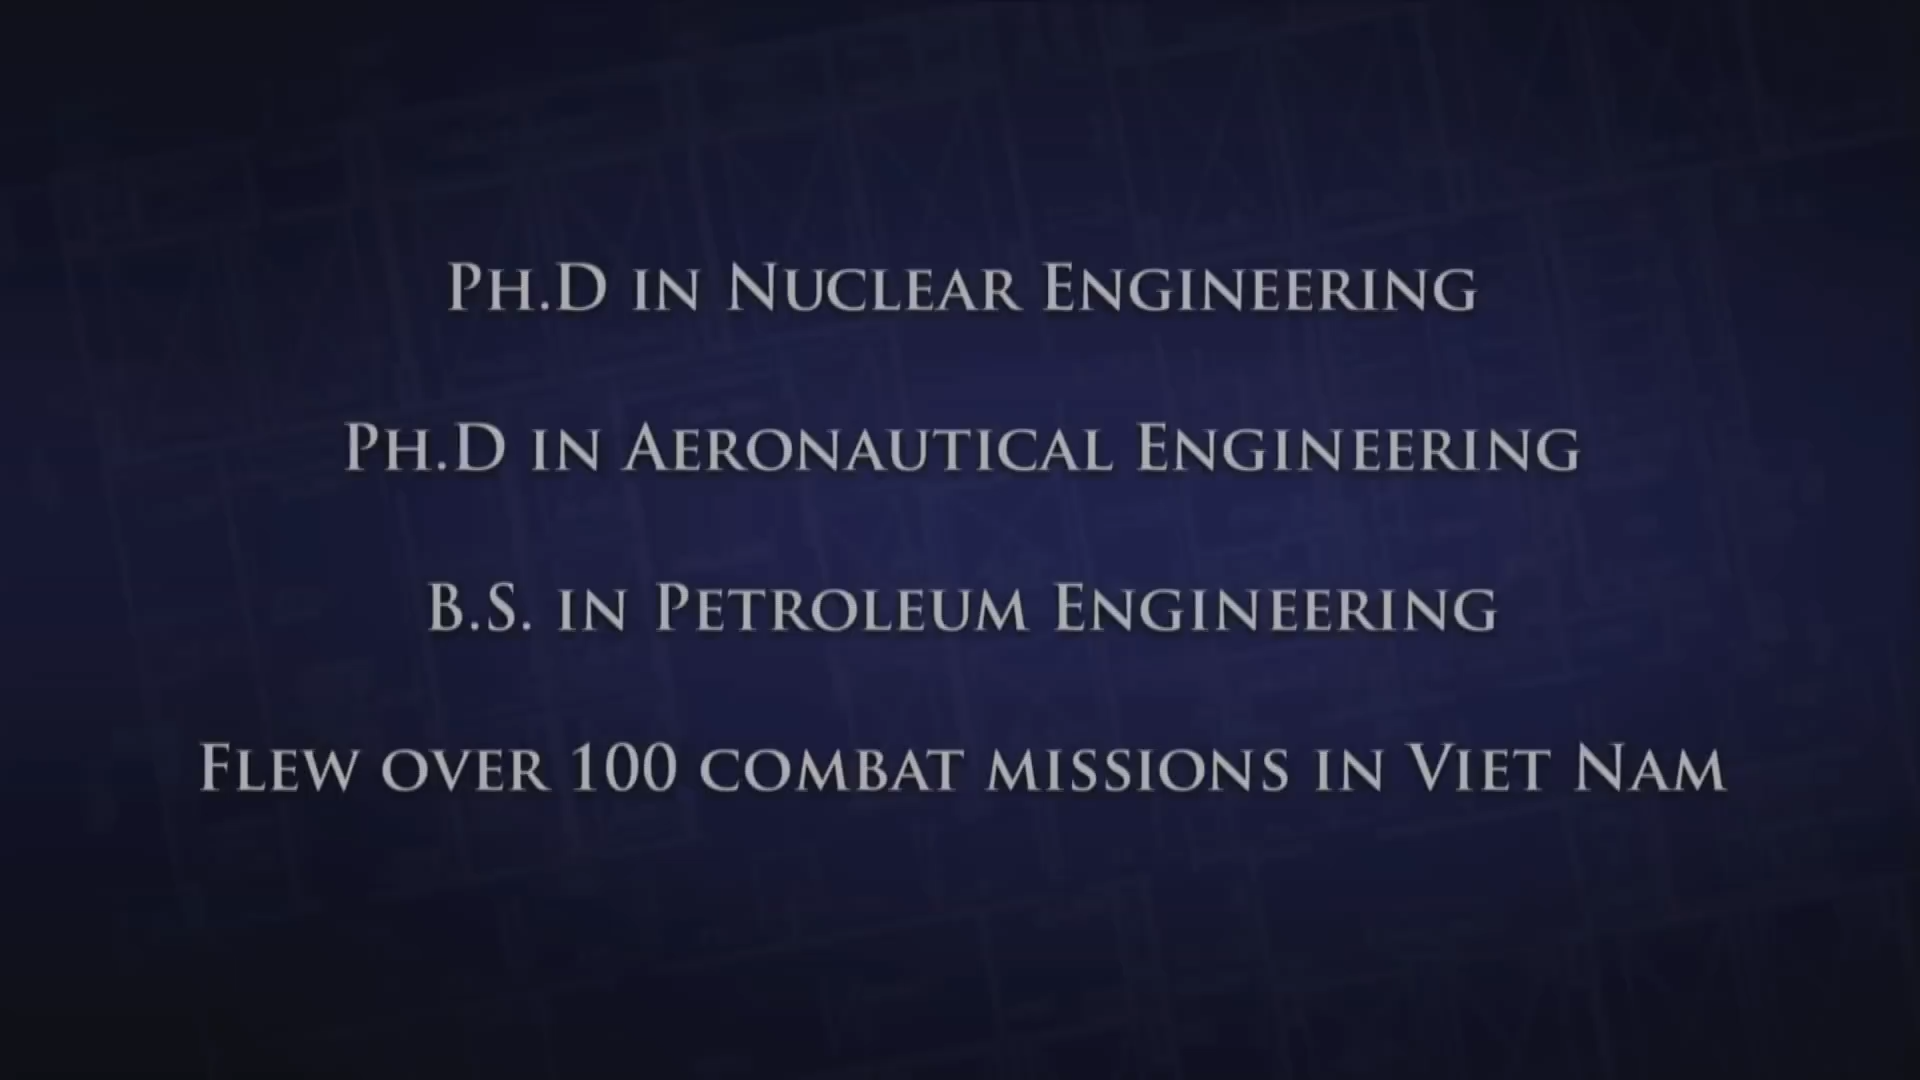 Ph.D in Nuclear Engineering
Ph.D in Aeronautical Engineering
B.S. in Petroleum Engineering
Flew over 100 combat missions in Viet Nam